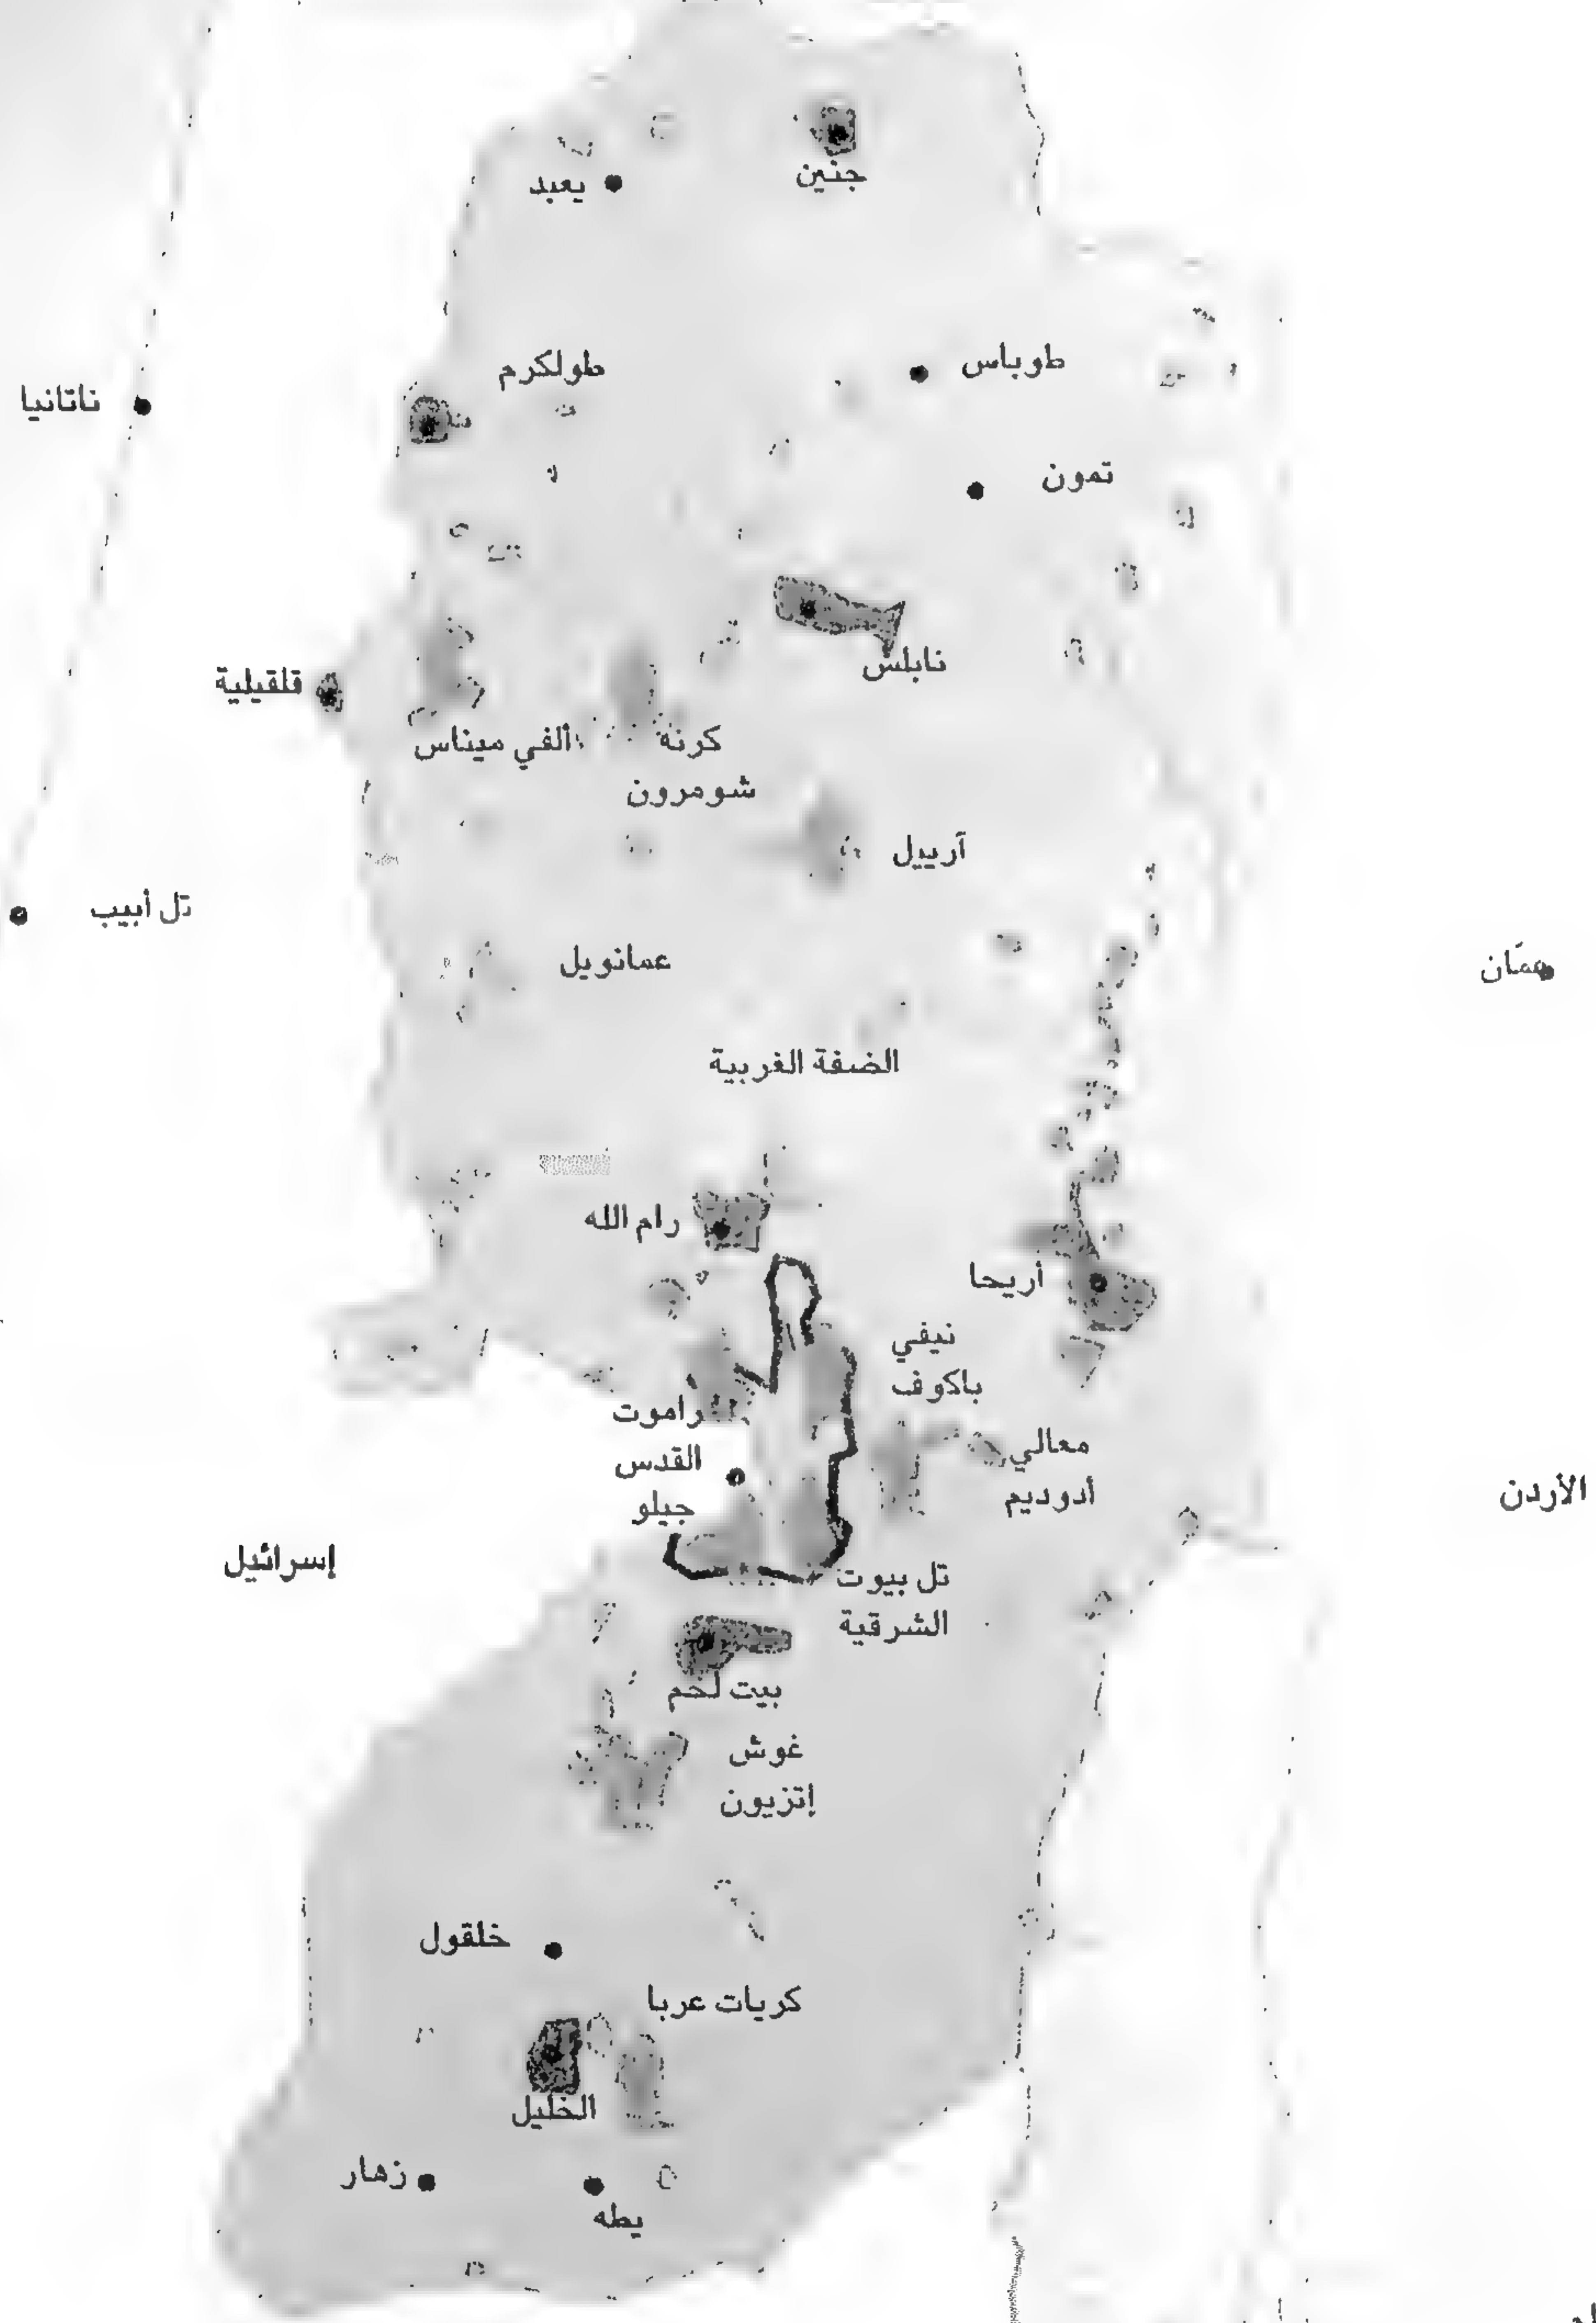 جنين
يعبد
طوباس
طولكرم
ناتانيا
تمون
نابلس
قلقيلية
كرنه
شومرون
ألفي ميناس
آرييل
تل أبيب
عمانويل
عمّان
الضفة الغربية
رام الله
أريحا
نيفي
باكوف
راموت
معالي
أدوديم
القدس
جيلو
الأردن
إسرائيل
تل بيوت
الشرقية
بيت لحم
غوش
إتزيون
خلقول
كريات عربا
الخليل
زهار
يطه